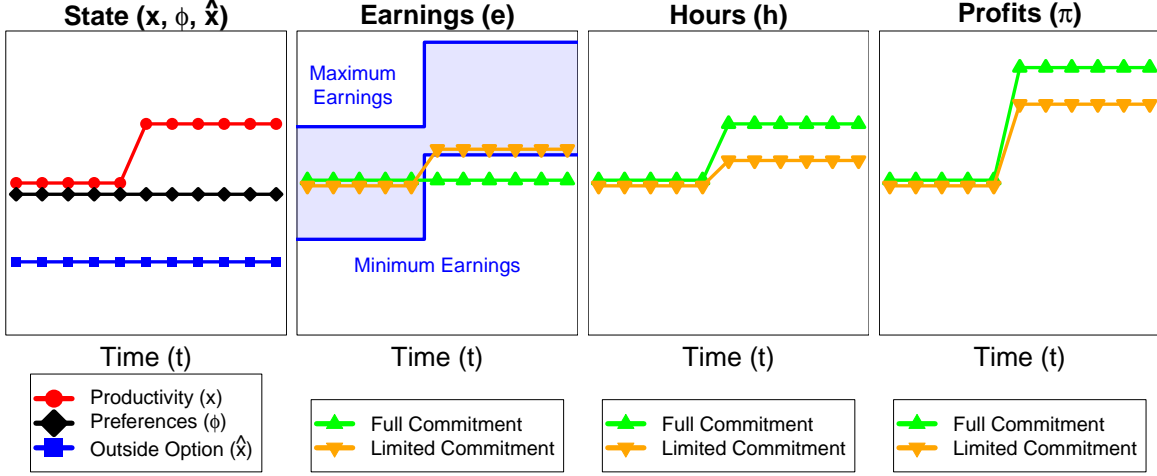 State (x, ϕ, x̂)
Earnings (e)
Hours (h)
Profits (π)
Maximum
Earnings
Minimum Earnings
Time (t)
Time (t)
Time (t)
Time (t)
Productivity (x)
Preferences (ϕ)
Outside Option (x̂)
Full Commitment
Limited Commitment
Full Commitment
Limited Commitment
Full Commitment
Limited Commitment